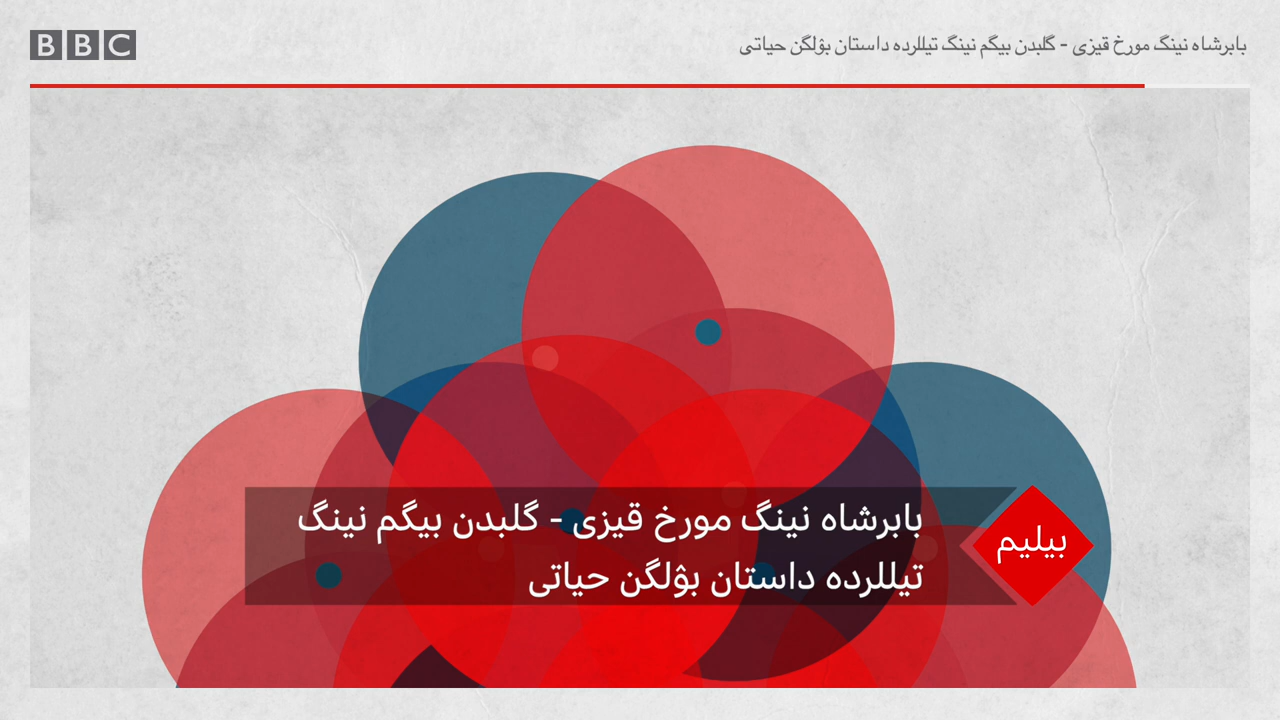 BBC
بابرشاه نینگ مورخ قیزی - گلبدن بیگم نینگ تیللرده داستان بۉلگن حیاتی
بابرشاه نینگ مورخ قیزی - گلبدن بیگم نینگ
تیللرده داستان بۉلگن حیاتی
بیلیم